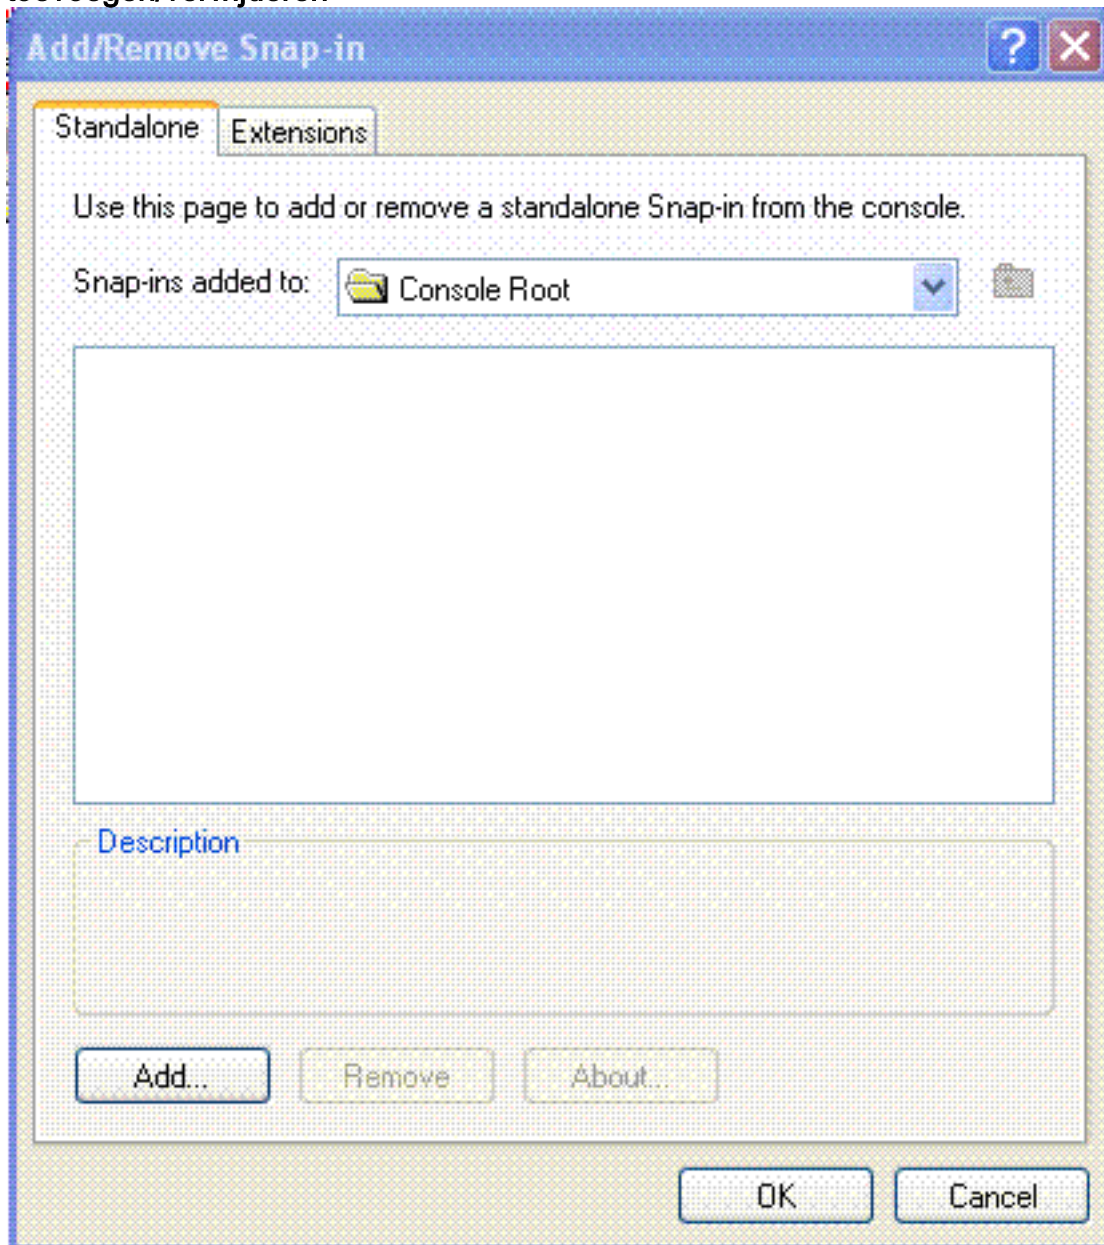 Add/Remove Snap-in
Standalone
Extensions
Use this page to add or remove a standalone Snap-in from the console.
Snap-ins added to:
Console Root
Description
Add...
Remove
About...
OK
Cancel